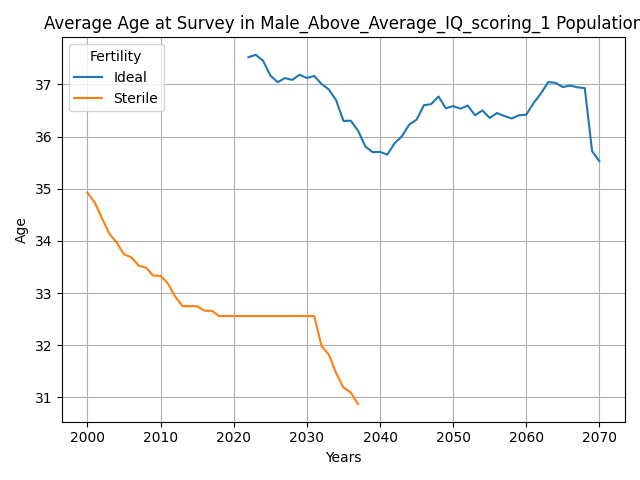 Average Age at Survey in Male_Above_Average_IQ_scoring_1 Population
Fertility
Ideal
Sterile
Age
37
36
35
34
33
32
31
2000 2010 2020 2030 2040 2050 2060 2070
Years